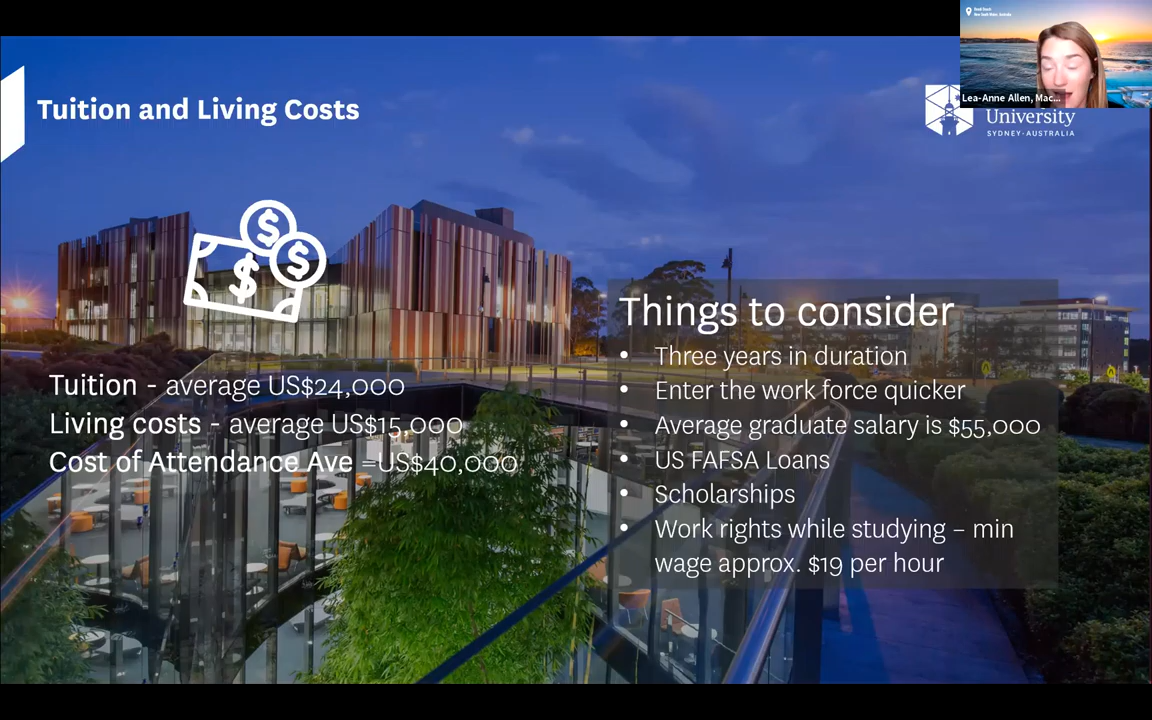 Tuition and Living Costs
Lea-Anne Allen, Mac...
University
SYDNEY·AUSTRALIA
Tuition - average US$24,000
Living costs - average US$15,000
Cost of Attendance Ave =US$40,000
Things to consider
• Three years in duration
• Enter the work force quicker
• Average graduate salary is $55,000
• US FAFSA Loans
• Scholarships
• Work rights while studying – min
wage approx. $19 per hour